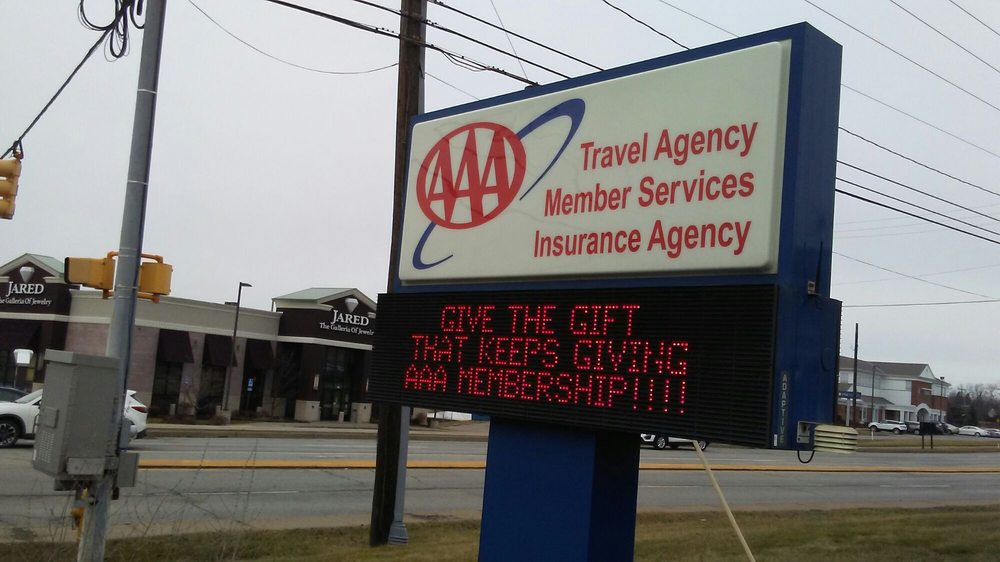 AAA
Travel Agency
Member Services
Insurance Agency
GIVE THE GIFT
THAT KEEPS GIVING
AAA MEMBERSHIP!!!!
ADAPTIVE
JARED
The Galleria Of Jewelry
JARED
The Galleria Of Jewelry